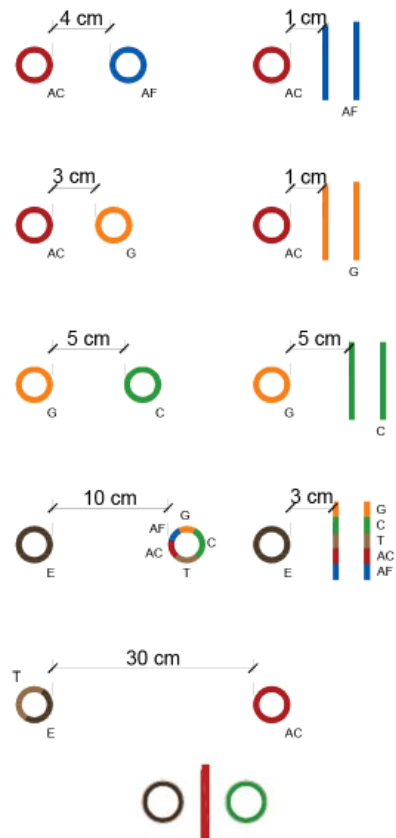 4 cm 1 cm
AC AF AC AF
3 cm 1 cm
AC G AC G
5 cm 5 cm
G C G C
10 cm 3 cm
G G
AF C
C T
AC AC
E T E AF
30 cm
T
E AC